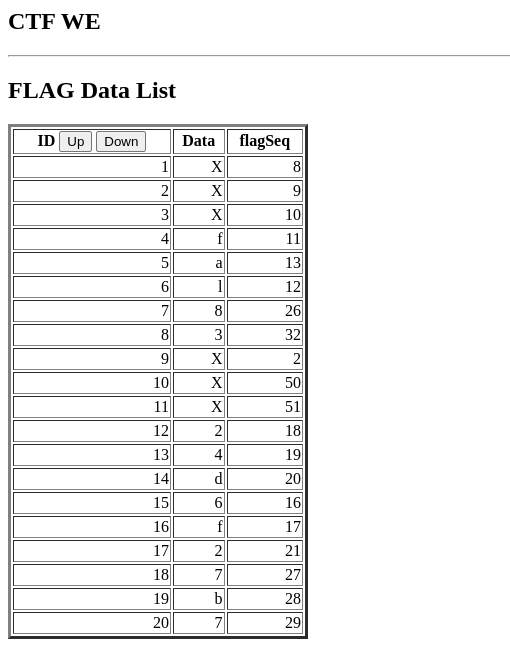 CTF WE
FLAG Data List
ID Up Down Data flagSeq
1 X 8
2 X 9
3 X 10
4 f 11
5 a 13
6 l 12
7 8 26
8 3 32
9 X 2
10 X 50
11 X 51
12 2 18
13 4 19
14 d 20
15 6 16
16 f 17
17 2 21
18 7 27
19 b 28
20 7 29